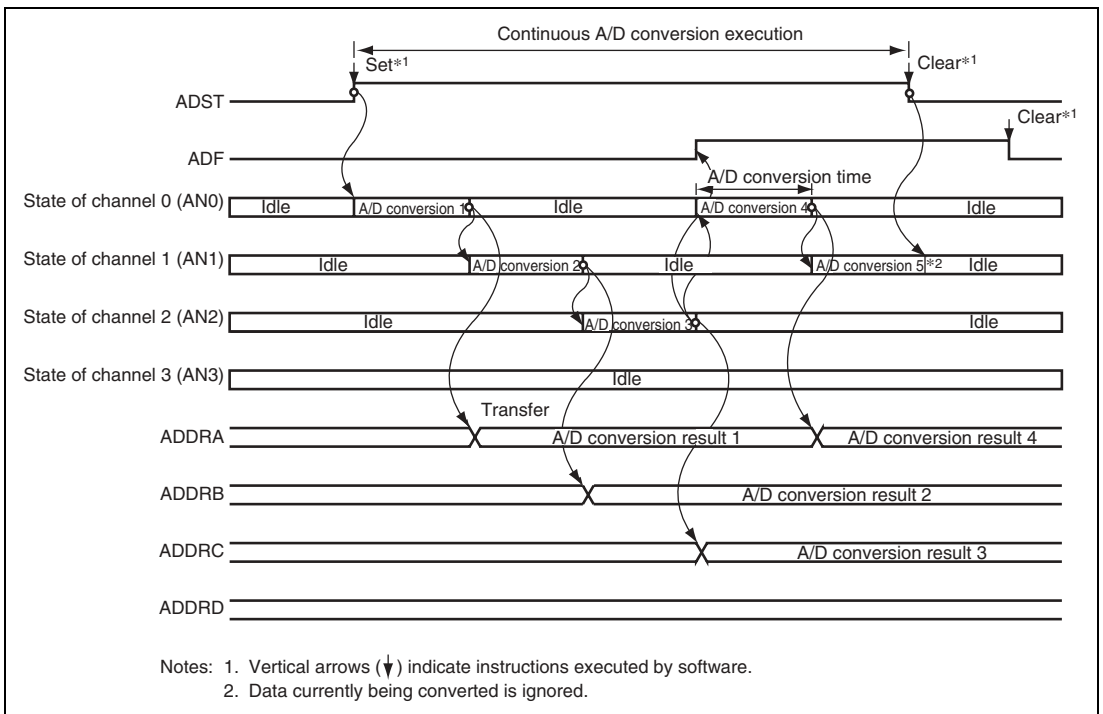 Continuous A/D conversion execution
Set*1
Clear*1
ADST
Clear*1
ADF
A/D conversion time
State of channel 0 (AN0) Idle A/D conversion 1 Idle A/D conversion 4 Idle
State of channel 1 (AN1) Idle A/D conversion 2 Idle A/D conversion 5 *2 Idle
State of channel 2 (AN2) Idle A/D conversion 3 Idle
State of channel 3 (AN3) Idle
Transfer
ADDRA A/D conversion result 1 A/D conversion result 4
ADDRB A/D conversion result 2
ADDRC A/D conversion result 3
ADDRD
Notes: 1. Vertical arrows (↓) indicate instructions executed by software.
2. Data currently being converted is ignored.